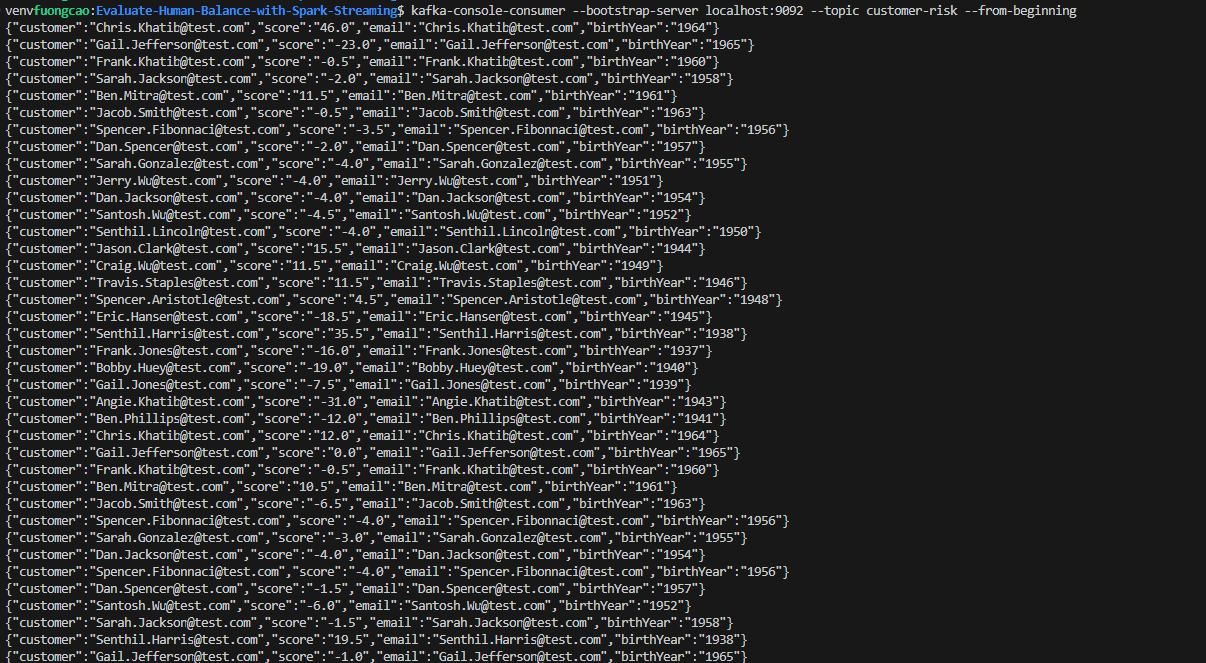 venvfuongcao:Evaluate-Human-Balance-with-Spark-Streaming$ kafka-console-consumer --bootstrap-server localhost:9092 --topic customer-risk --from-beginning
{"customer":"Chris.Khatib@test.com","score":"46.0","email":"Chris.Khatib@test.com","birthYear":"1964"}
{"customer":"Gail.Jefferson@test.com","score":"-23.0","email":"Gail.Jefferson@test.com","birthYear":"1965"}
{"customer":"Frank.Khatib@test.com","score":"-0.5","email":"Frank.Khatib@test.com","birthYear":"1960"}
{"customer":"Sarah.Jackson@test.com","score":"-2.0","email":"Sarah.Jackson@test.com","birthYear":"1958"}
{"customer":"Ben.Mitra@test.com","score":"11.5","email":"Ben.Mitra@test.com","birthYear":"1961"}
{"customer":"Jacob.Smith@test.com","score":"-0.5","email":"Jacob.Smith@test.com","birthYear":"1963"}
{"customer":"Spencer.Fibonnaci@test.com","score":"-3.5","email":"Spencer.Fibonnaci@test.com","birthYear":"1956"}
{"customer":"Dan.Spencer@test.com","score":"-2.0","email":"Dan.Spencer@test.com","birthYear":"1957"}
{"customer":"Sarah.Gonzalez@test.com","score":"-4.0","email":"Sarah.Gonzalez@test.com","birthYear":"1955"}
{"customer":"Jerry.Wu@test.com","score":"-4.0","email":"Jerry.Wu@test.com","birthYear":"1951"}
{"customer":"Dan.Jackson@test.com","score":"-4.0","email":"Dan.Jackson@test.com","birthYear":"1954"}
{"customer":"Santosh.Wu@test.com","score":"-4.5","email":"Santosh.Wu@test.com","birthYear":"1952"}
{"customer":"Senthil.Lincoln@test.com","score":"-4.0","email":"Senthil.Lincoln@test.com","birthYear":"1950"}
{"customer":"Jason.Clark@test.com","score":"15.5","email":"Jason.Clark@test.com","birthYear":"1944"}
{"customer":"Craig.Wu@test.com","score":"11.5","email":"Craig.Wu@test.com","birthYear":"1949"}
{"customer":"Travis.Staples@test.com","score":"11.5","email":"Travis.Staples@test.com","birthYear":"1946"}
{"customer":"Spencer.Aristotle@test.com","score":"4.5","email":"Spencer.Aristotle@test.com","birthYear":"1948"}
{"customer":"Eric.Hansen@test.com","score":"-18.5","email":"Eric.Hansen@test.com","birthYear":"1945"}
{"customer":"Senthil.Harris@test.com","score":"35.5","email":"Senthil.Harris@test.com","birthYear":"1938"}
{"customer":"Frank.Jones@test.com","score":"-16.0","email":"Frank.Jones@test.com","birthYear":"1937"}
{"customer":"Bobby.Huey@test.com","score":"-19.0","email":"Bobby.Huey@test.com","birthYear":"1940"}
{"customer":"Gail.Jones@test.com","score":"-7.5","email":"Gail.Jones@test.com","birthYear":"1939"}
{"customer":"Angie.Khatib@test.com","score":"-31.0","email":"Angie.Khatib@test.com","birthYear":"1943"}
{"customer":"Ben.Phillips@test.com","score":"-12.0","email":"Ben.Phillips@test.com","birthYear":"1941"}
{"customer":"Chris.Khatib@test.com","score":"12.0","email":"Chris.Khatib@test.com","birthYear":"1964"}
{"customer":"Gail.Jefferson@test.com","score":"0.0","email":"Gail.Jefferson@test.com","birthYear":"1965"}
{"customer":"Frank.Khatib@test.com","score":"-0.5","email":"Frank.Khatib@test.com","birthYear":"1960"}
{"customer":"Ben.Mitra@test.com","score":"10.5","email":"Ben.Mitra@test.com","birthYear":"1961"}
{"customer":"Jacob.Smith@test.com","score":"-6.5","email":"Jacob.Smith@test.com","birthYear":"1963"}
{"customer":"Spencer.Fibonnaci@test.com","score":"-4.0","email":"Spencer.Fibonnaci@test.com","birthYear":"1956"}
{"customer":"Sarah.Gonzalez@test.com","score":"-3.0","email":"Sarah.Gonzalez@test.com","birthYear":"1955"}
{"customer":"Dan.Jackson@test.com","score":"-4.0","email":"Dan.Jackson@test.com","birthYear":"1954"}
{"customer":"Spencer.Fibonnaci@test.com","score":"-4.0","email":"Spencer.Fibonnaci@test.com","birthYear":"1956"}
{"customer":"Dan.Spencer@test.com","score":"-1.5","email":"Dan.Spencer@test.com","birthYear":"1957"}
{"customer":"Santosh.Wu@test.com","score":"-6.0","email":"Santosh.Wu@test.com","birthYear":"1952"}
{"customer":"Sarah.Jackson@test.com","score":"-1.5","email":"Sarah.Jackson@test.com","birthYear":"1958"}
{"customer":"Senthil.Harris@test.com","score":"19.5","email":"Senthil.Harris@test.com","birthYear":"1938"}
{"customer":"Gail.Jefferson@test.com","score":"-1.0","email":"Gail.Jefferson@test.com","birthYear":"1965"}